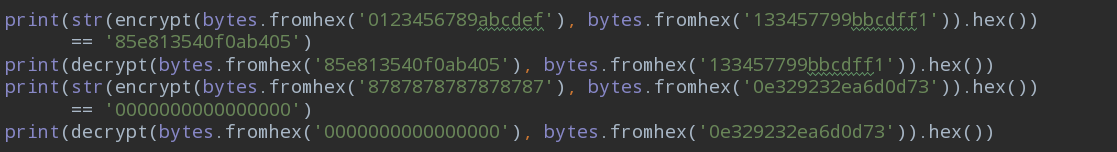 print(str(encrypt(bytes.fromhex('0123456789abcdef'), bytes.fromhex('133457799bbcdff1')).hex())
== '85e813540f0ab405')
print(decrypt(bytes.fromhex('85e813540f0ab405'), bytes.fromhex('133457799bbcdff1')).hex())
print(str(encrypt(bytes.fromhex('8787878787878787'), bytes.fromhex('0e329232ea6d0d73')).hex())
== '0000000000000000')
print(decrypt(bytes.fromhex('0000000000000000'), bytes.fromhex('0e329232ea6d0d73')).hex())